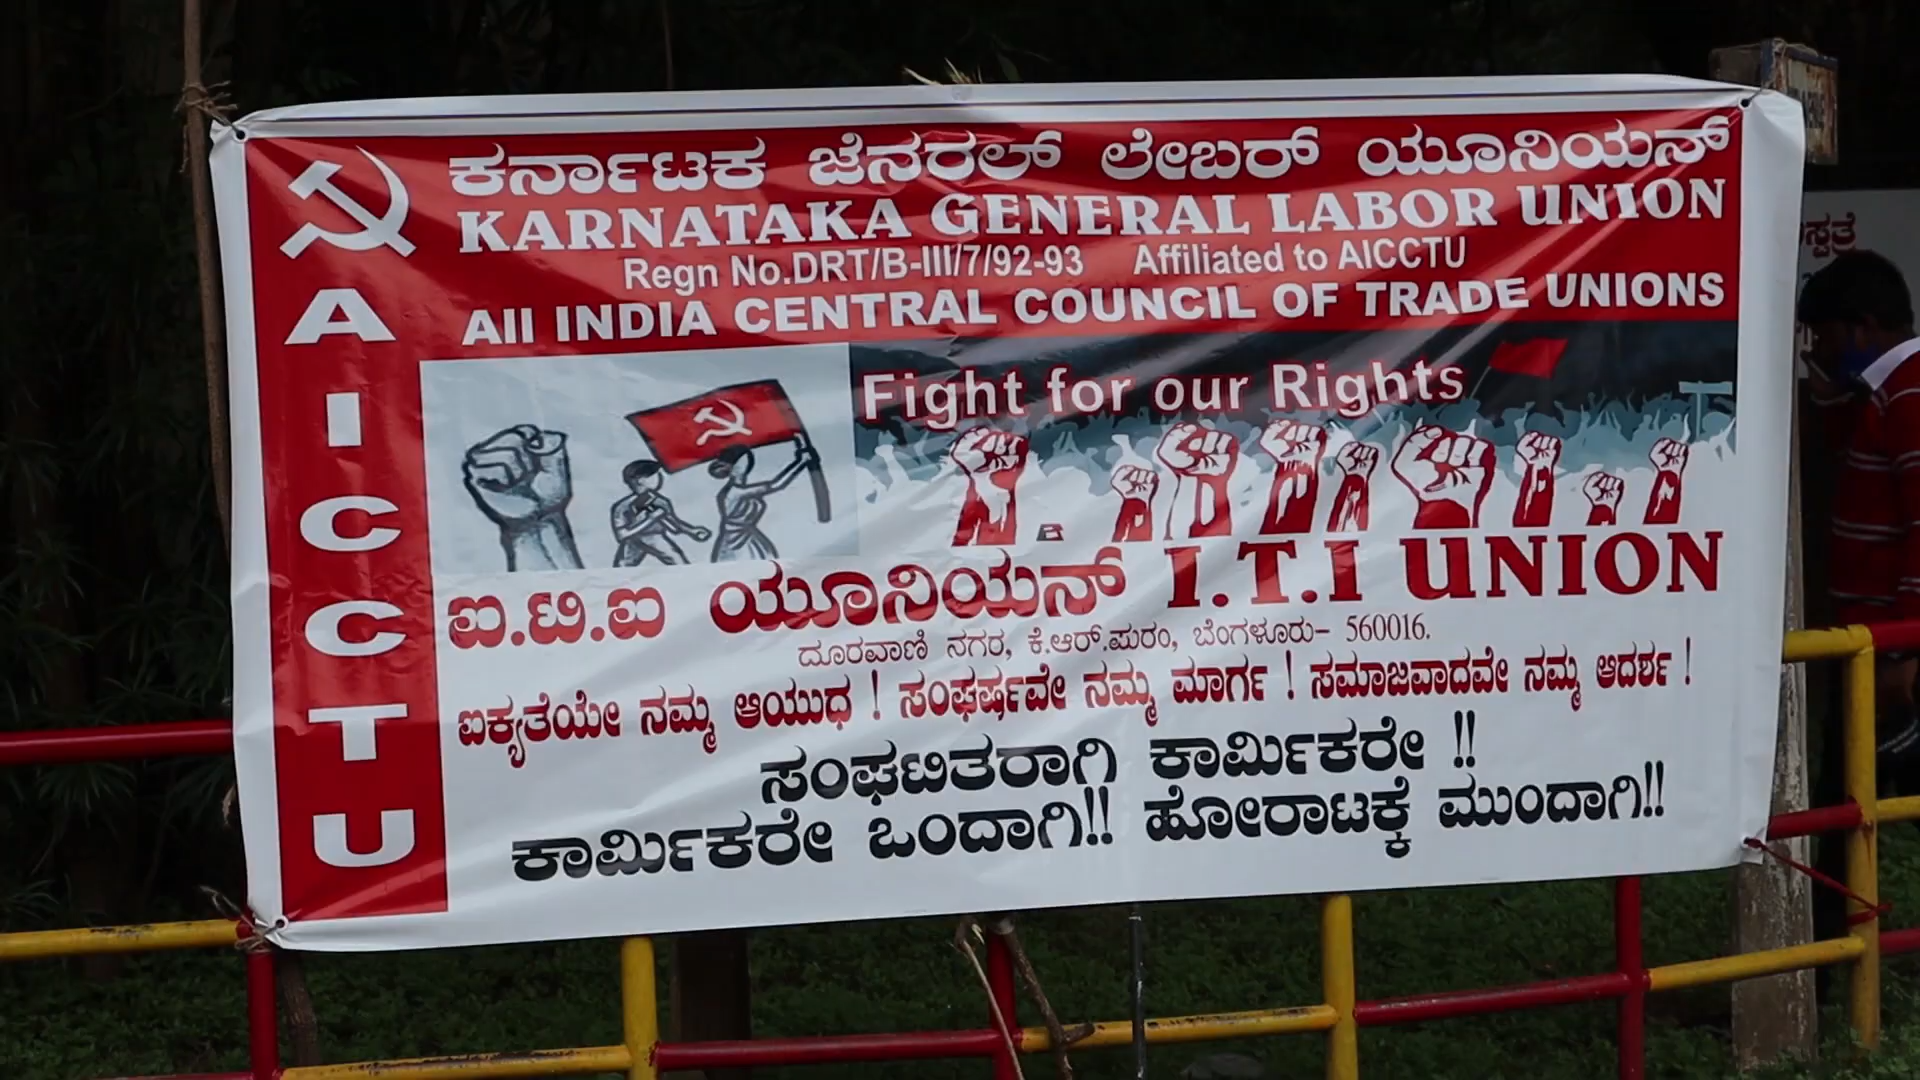 ಕರ್ನಾಟಕ ಜೆನರಲ್ ಲೇಬರ್ ಯೂನಿಯನ್
KARNATAKA GENERAL LABOR UNION
Regn No.DRT/B-III/7/92-93 Affiliated to AICCTU
All INDIA CENTRAL COUNCIL OF TRADE UNIONS
AICCTU
Fight for our Rights
ಐ.ಟಿ.ಐ ಯೂನಿಯನ್ I.T.I UNION
ದೂರವಾಣಿ ನಗರ, ಕೆ.ಆರ್.ಪುರಂ, ಬೆಂಗಳೂರು- 560016.
ಐಕ್ಯತೆಯೇ ನಮ್ಮ ಆಯುಧ ! ಸಂಘರ್ಷವೇ ನಮ್ಮ ಮಾರ್ಗ ! ಸಮಾಜವಾದವೇ ನಮ್ಮ ಆದರ್ಶ !
ಸಂಘಟಿತರಾಗಿ ಕಾರ್ಮಿಕರೇ !!
ಕಾರ್ಮಿಕರೇ ಒಂದಾಗಿ!! ಹೋರಾಟಕ್ಕೆ ಮುಂದಾಗಿ!!